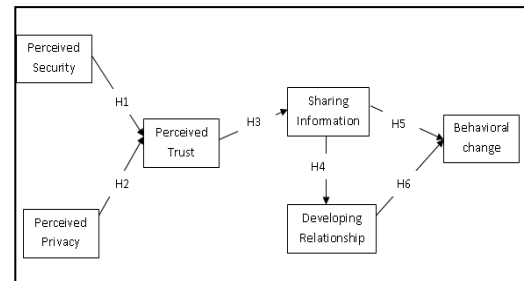 Perceived
Security
H1
Perceived
Trust
H2
Perceived
Privacy
H3
Sharing
Information
H4
Developing
Relationship
H5
H6
Behavioral
change